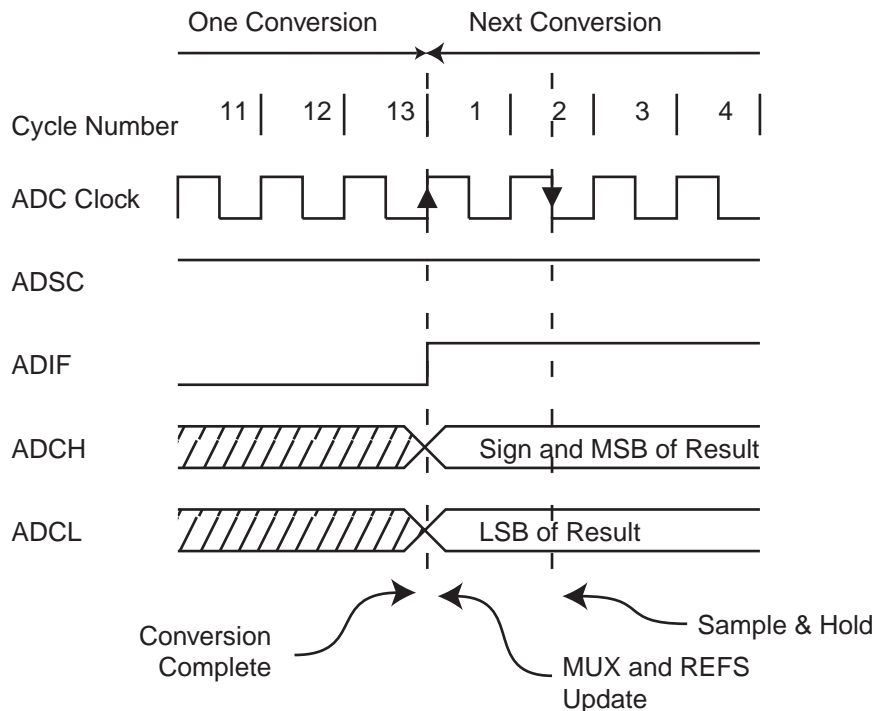 One Conversion Next Conversion
Cycle Number 11 12 13 1 2 3 4
ADC Clock
ADSC
ADIF
ADCH Sign and MSB of Result
ADCL LSB of Result
Conversion
Complete
MUX and REFS
Update
Sample & Hold